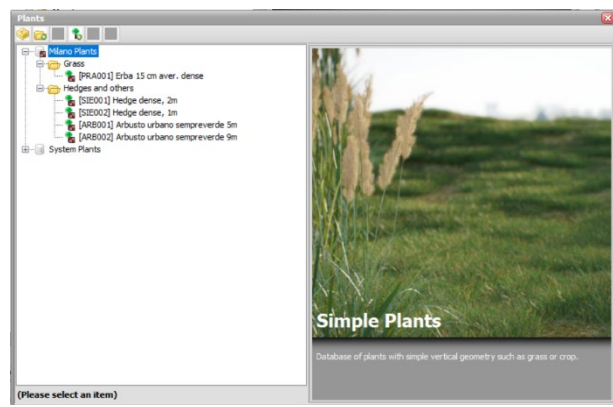 Plants
Milano Plants
Grass
[PRA001] Erba 15 cm aver. dense
Hedges and others
[SIE001] Hedge dense, 2m
[SIE002] Hedge dense, 1m
[ARB001] Arbusto urbano sempreverde 5m
[ARB002] Arbusto urbano sempreverde 9m
System Plants
Simple Plants
Database of plants with simple vertical geometry such as grass or crop.
(Please select an item)